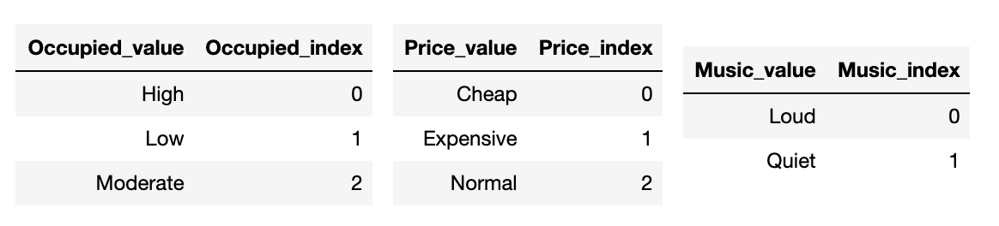 Occupied_value Occupied_index
High 0
Low 1
Moderate 2
Price_value Price_index
Cheap 0
Expensive 1
Normal 2
Music_value Music_index
Loud 0
Quiet 1